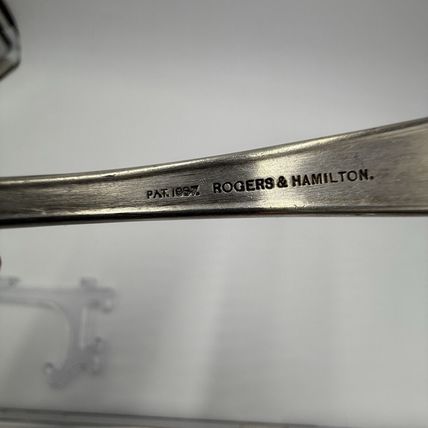 PAT. 1897. ROGERS & HAMILTON.